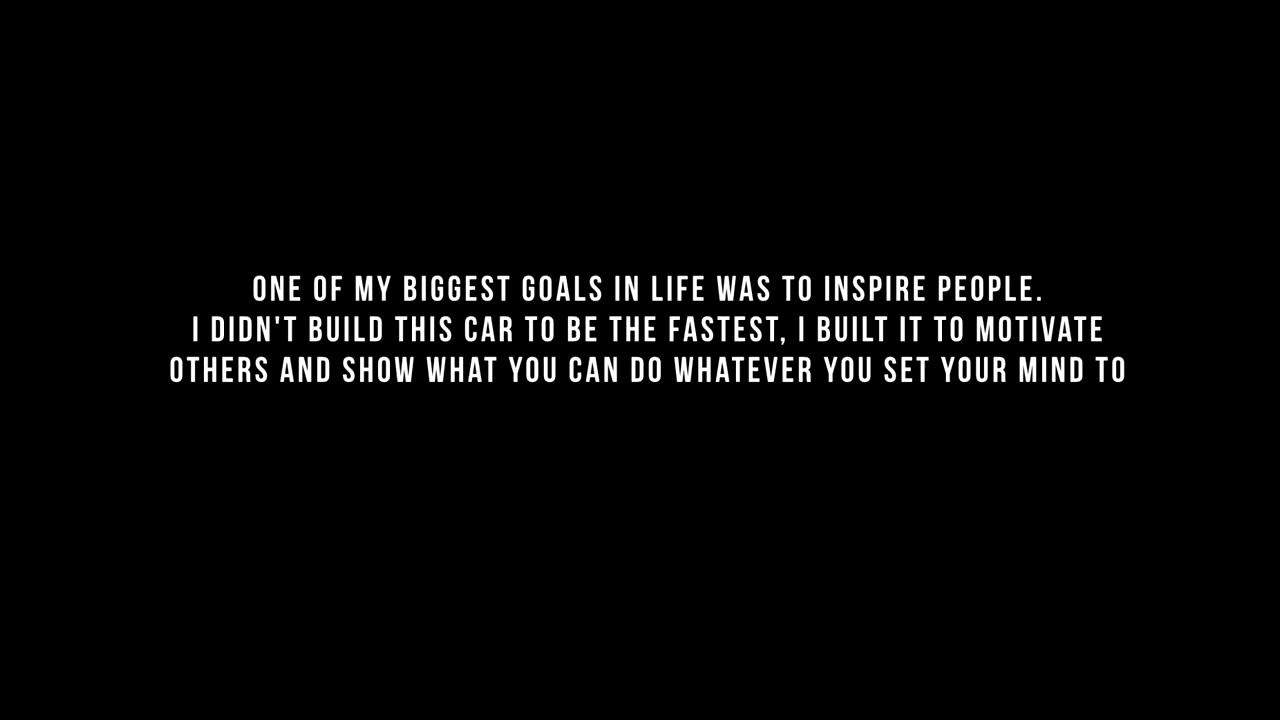 ONE OF MY BIGGEST GOALS IN LIFE WAS TO INSPIRE PEOPLE.
I DIDN'T BUILD THIS CAR TO BE THE FASTEST, I BUILT IT TO MOTIVATE
OTHERS AND SHOW WHAT YOU CAN DO WHATEVER YOU SET YOUR MIND TO